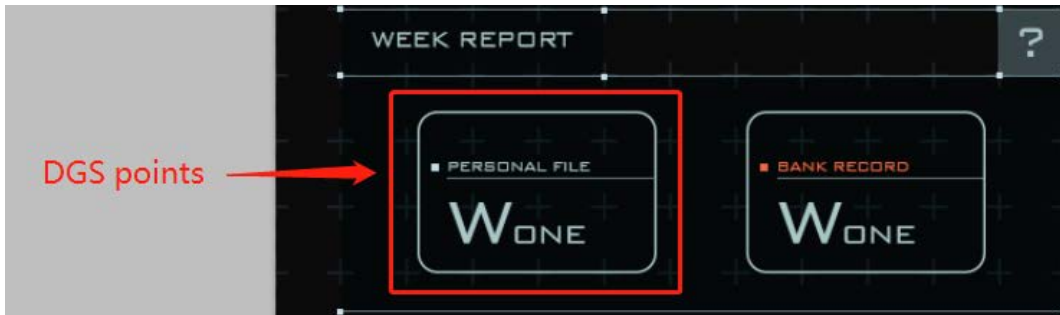 WEEK REPORT
?
DGS points
PERSONAL FILE
WONE
BANK RECORD
WONE